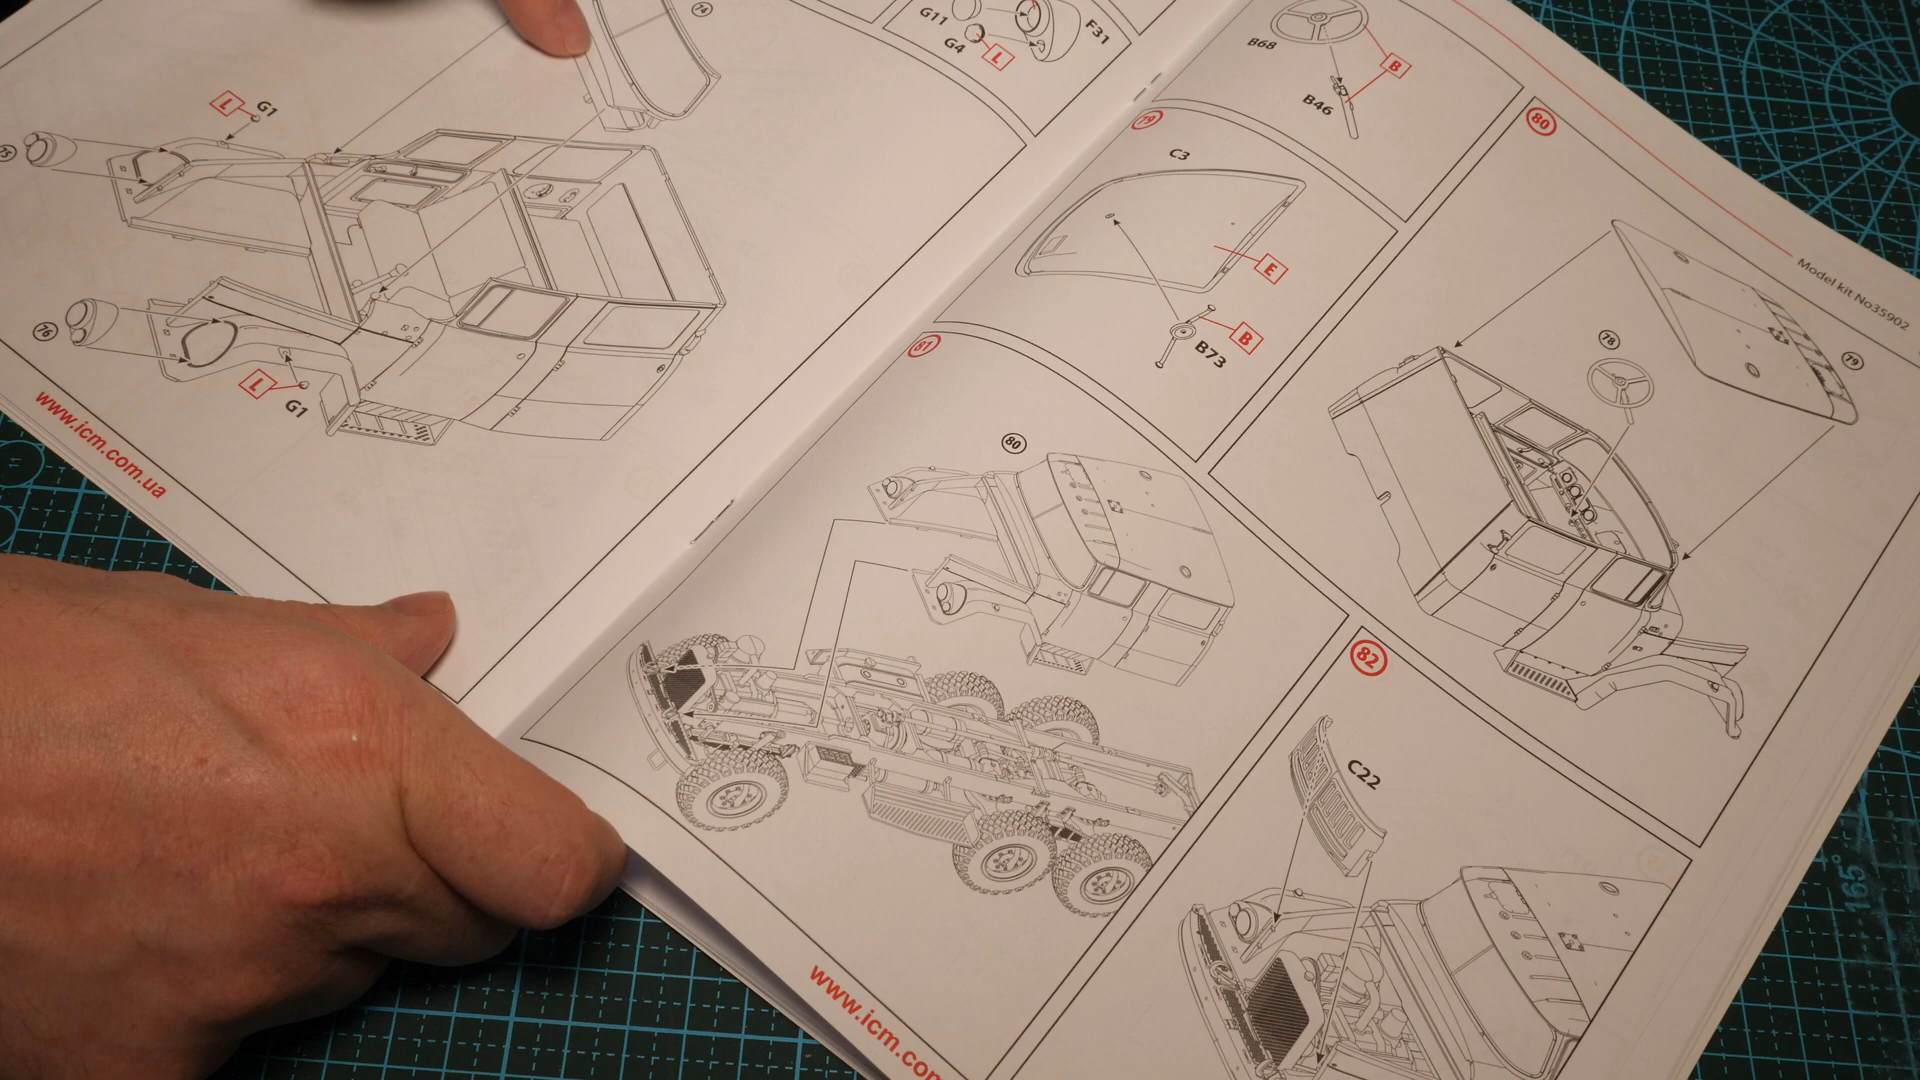 74
G11
G4
L
F31
L
G1
75
76
L
G1
www.icm.com.ua
B68
B
B46
79
C3
E
B
B73
80
Model kit No35902
78
79
81
80
82
C22
www.icm.com
165°